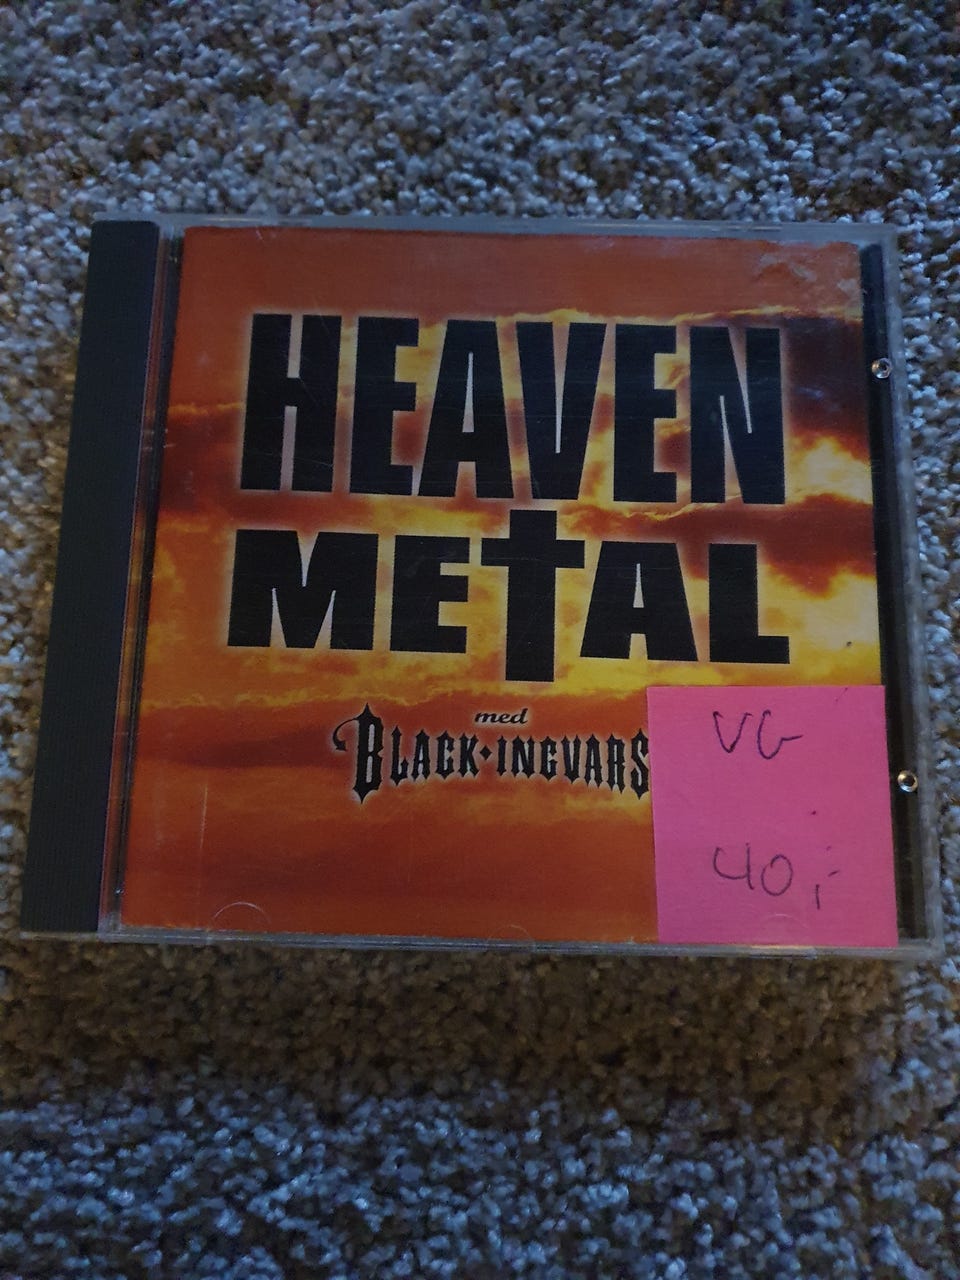 HEAVEN
METAL
med
BLACK·INGVARS
VG
40,-